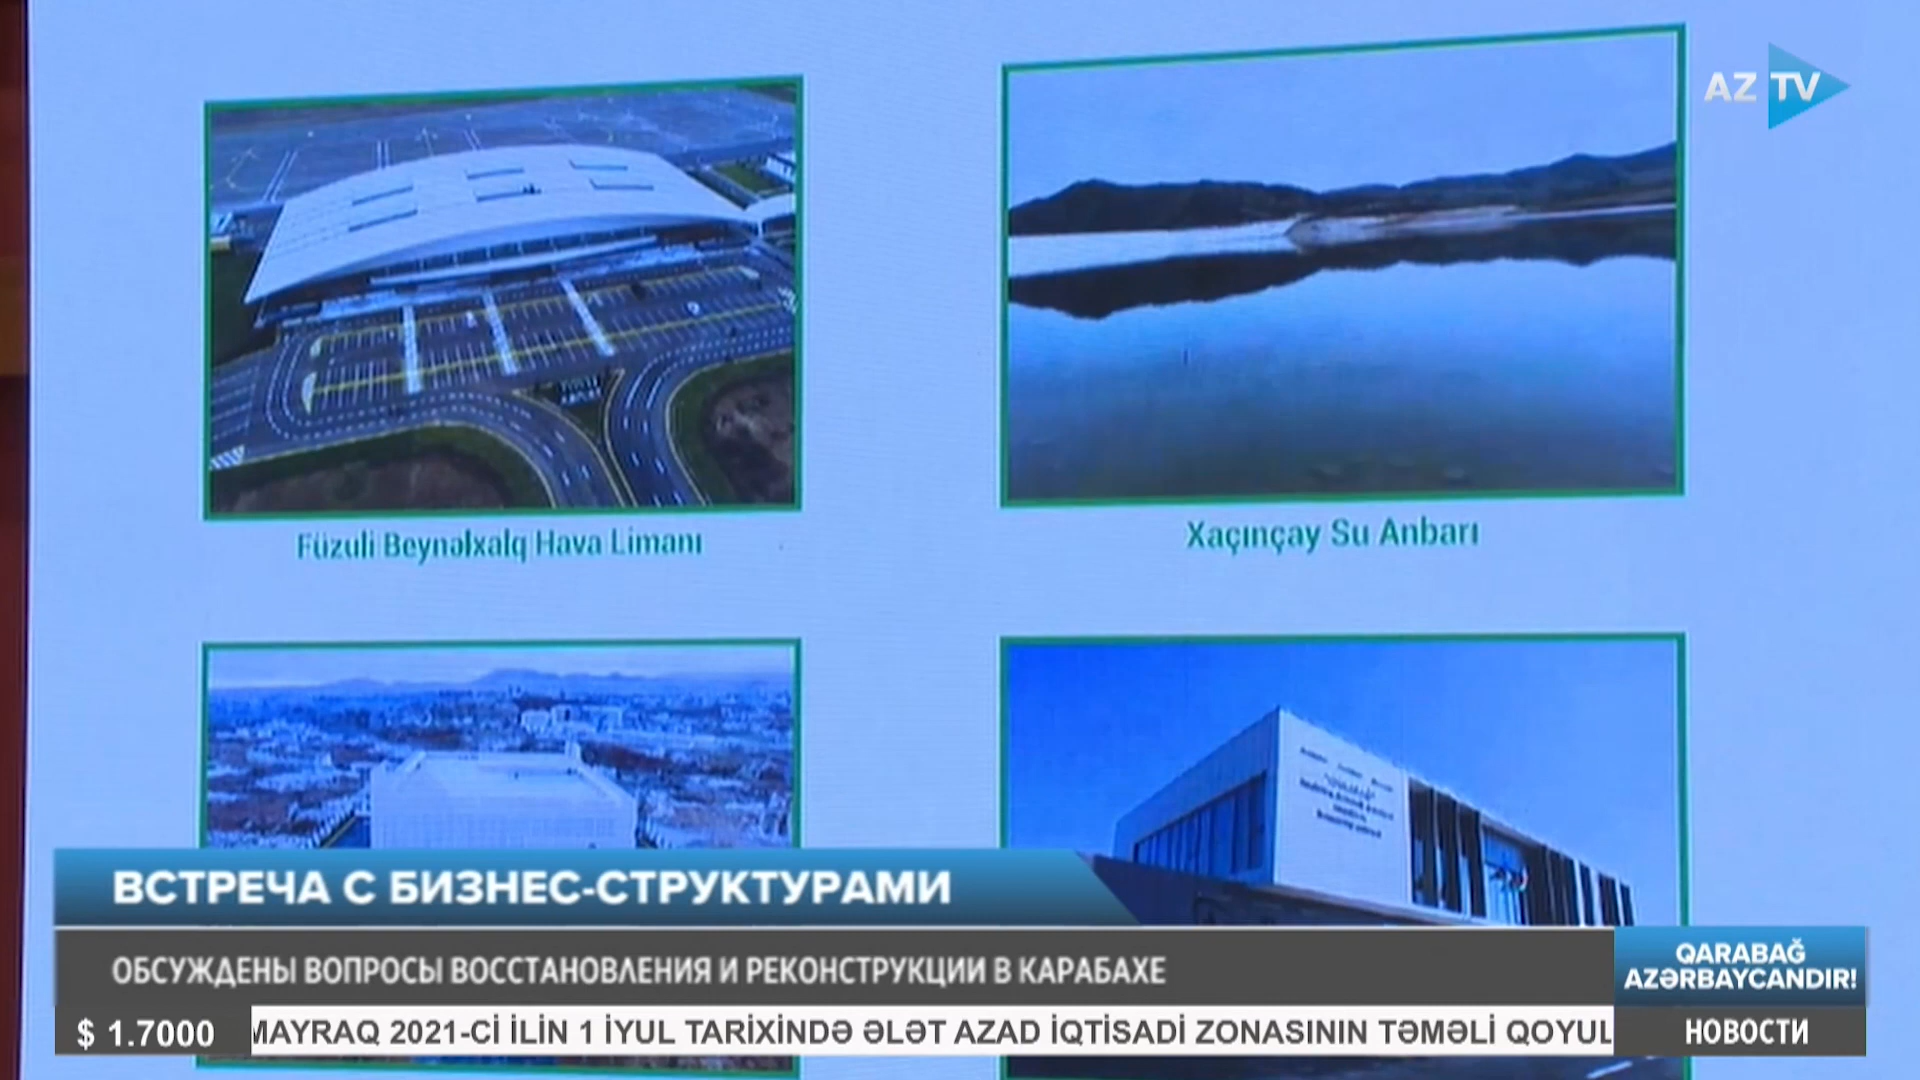 AZ TV
Füzuli Beynəlxalq Hava Limanı
Xaçınçay Su Anbarı
ВСТРЕЧА С БИЗНЕС-СТРУКТУРАМИ
ОБСУЖДЕНЫ ВОПРОСЫ ВОССТАНОВЛЕНИЯ И РЕКОНСТРУКЦИИ В КАРАБАХЕ
QARABAĞ
AZƏRBAYCANDIR!
$ 1.7000
MAYRAQ 2021-Cİ İLİN 1 İYUL TARİXİNDƏ ƏLƏT AZAD İQTİSADİ ZONASININ TƏMƏLİ QOYUL
НОВОСТИ